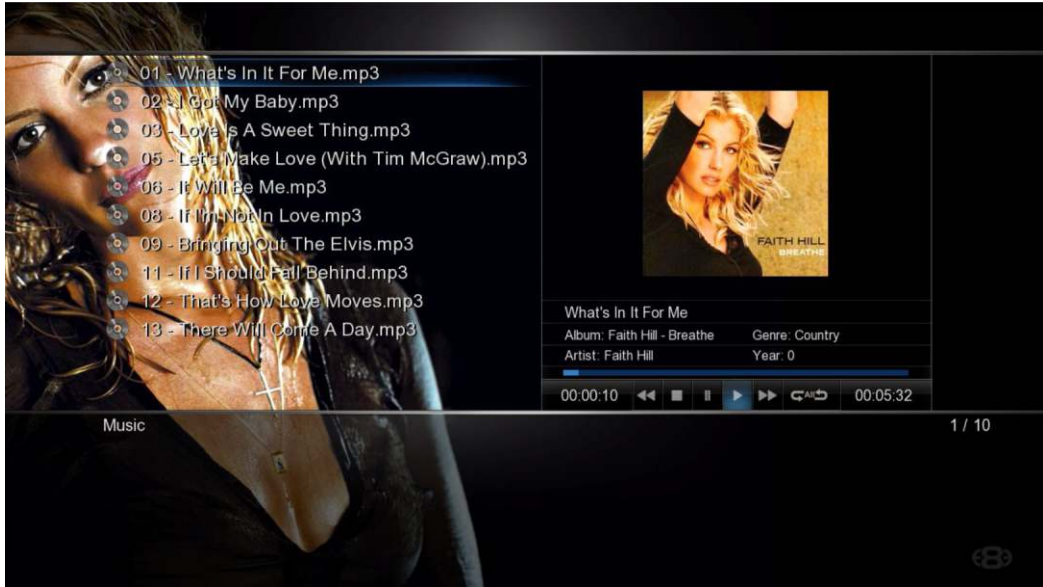 01 - What's In It For Me.mp3
02 - I Got My Baby.mp3
03 - Love Is A Sweet Thing.mp3
05 - Let's Make Love (With Tim McGraw).mp3
06 - It Will Be Me.mp3
08 - If I'm Not In Love.mp3
09 - Bringing Out The Elvis.mp3
11 - If I Should Fall Behind.mp3
12 - That's How Love Moves.mp3
13 - There Will Come A Day.mp3
FAITH HILL
BREATHE
What's In It For Me
Album: Faith Hill - Breathe Genre: Country
Artist: Faith Hill Year: 0
00:00:10 All 00:05:32
Music 1 / 10